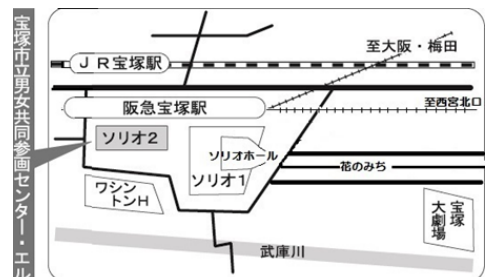 宝塚市立男女共同参画センター・エル
至大阪・梅田
JR宝塚駅
阪急宝塚駅
至西宮北口
ソリオ2
ソリオホール
ソリオ1
花のみち
ワシン
トンH
宝塚
大劇場
武庫川